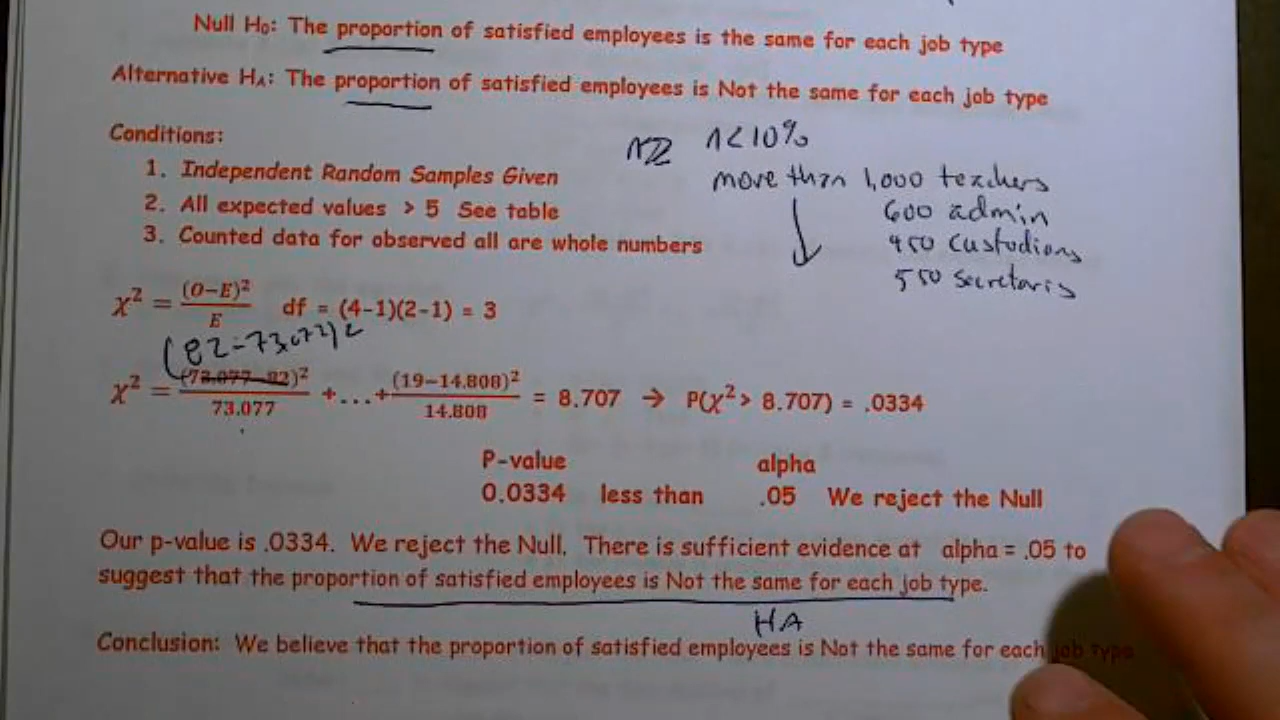 Null H₀: The proportion of satisfied employees is the same for each job type
Alternative Hₐ: The proportion of satisfied employees is Not the same for each job type
Conditions:
n<10%
1. Independent Random Samples Given
more than 1,000 teachers
2. All expected values > 5 See table
600 admin
3. Counted data for observed all are whole numbers
450 custodions
550 secretaris
χ² = (O−E)²/E df = (4-1)(2-1) = 3
(82-73.077)²
χ² = (73.077−82)²/73.077 + ... + (19−14.808)²/14.808 = 8.707 → P(χ² > 8.707) = .0334
P-value alpha
0.0334 less than .05 We reject the Null
Our p-value is .0334. We reject the Null. There is sufficient evidence at alpha = .05 to
suggest that the proportion of satisfied employees is Not the same for each job type.
HA
Conclusion: We believe that the proportion of satisfied employees is Not the same for each job type